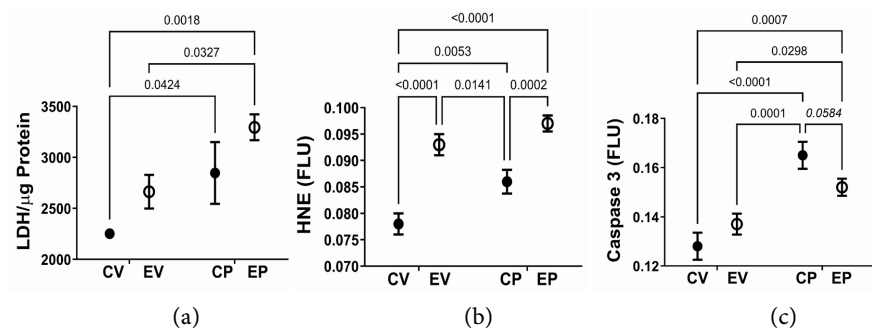 0.0018
0.0327
0.0424
3500
3000
2500
2000
LDH/μg Protein
CV EV CP EP
(a)
<0.0001
0.0053
<0.0001 0.0141 0.0002
0.100
0.095
0.090
0.085
0.080
0.075
0.070
HNE (FLU)
CV EV CP EP
(b)
0.0007
0.0298
<0.0001
0.0001 0.0584
0.18
0.16
0.14
0.12
Caspase 3 (FLU)
CV EV CP EP
(c)